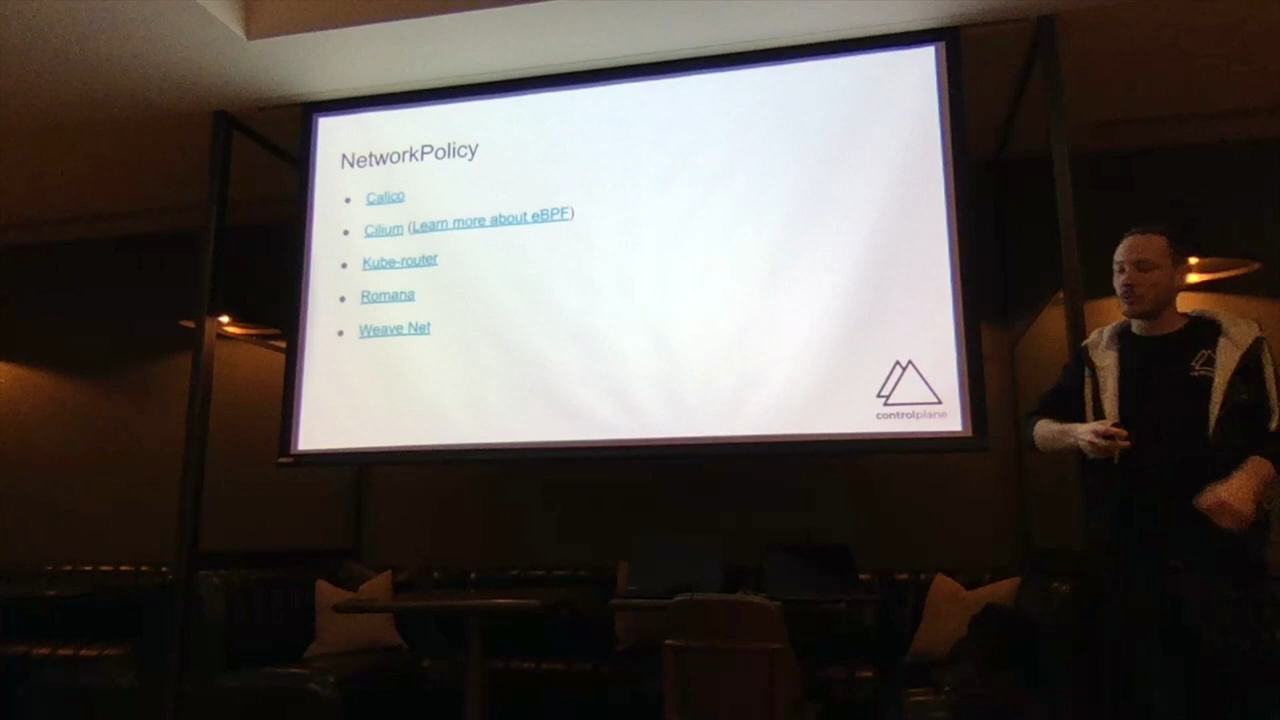 NetworkPolicy
Calico
Cilium (Learn more about eBPF)
Kube-router
Romana
Weave Net
controlplane